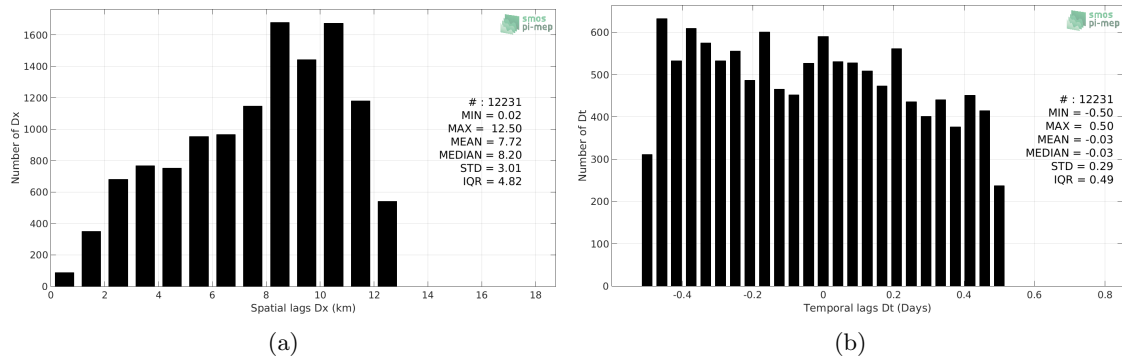 smos
pi-mep
1600
1400
1200
1000
800
600
400
200
0
Number of Dx
# : 12231
MIN = 0.02
MAX = 12.50
MEAN = 7.72
MEDIAN = 8.20
STD = 3.01
IQR = 4.82
0 2 4 6 8 10 12 14 16 18
Spatial lags Dx (km)
(a)
smos
pi-mep
600
500
400
300
200
100
0
Number of Dt
# : 12231
MIN = -0.50
MAX = 0.50
MEAN = -0.03
MEDIAN = -0.03
STD = 0.29
IQR = 0.49
-0.4 -0.2 0 0.2 0.4 0.6 0.8
Temporal lags Dt (Days)
(b)